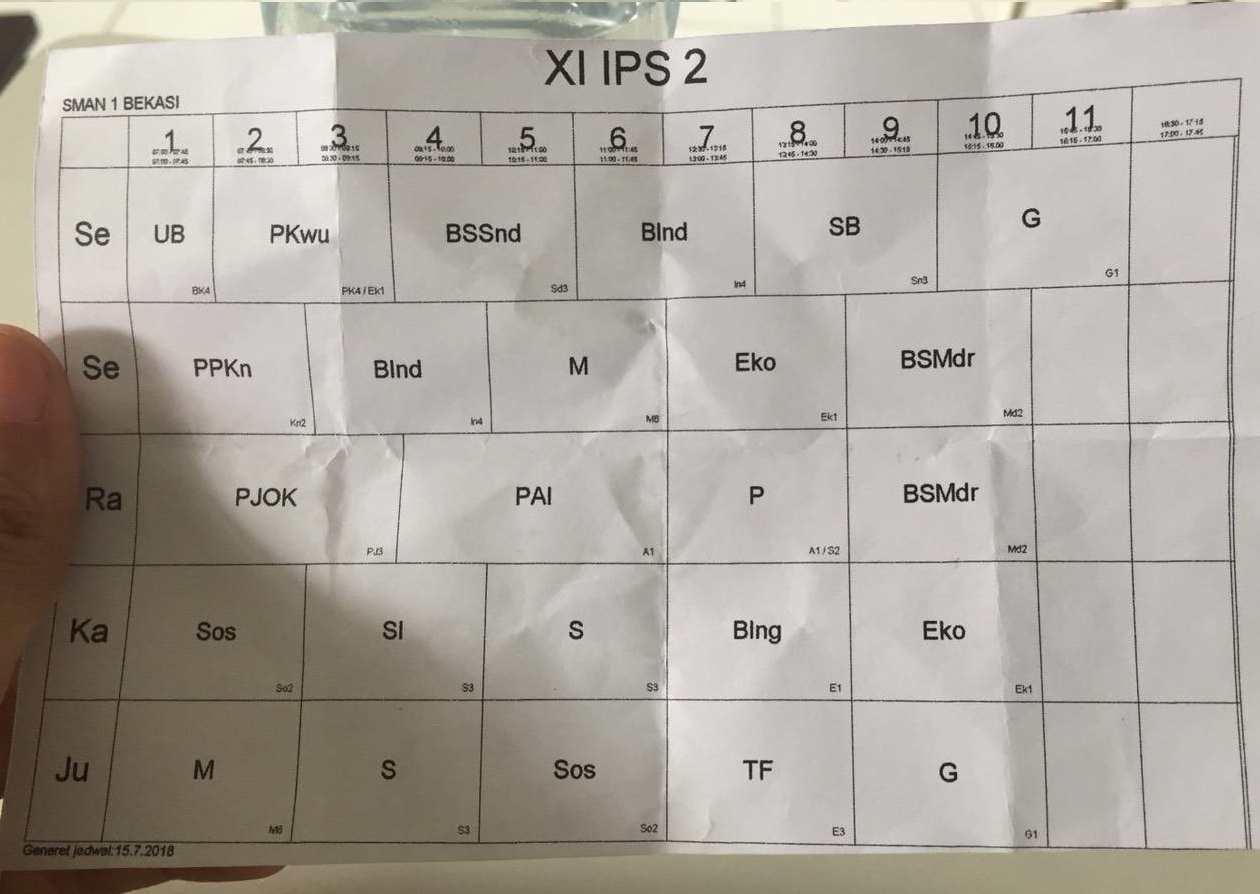 XI IPS 2
SMAN 1 BEKASI
1 2 3 4 5 6 7 8 9 10 11
16:30 - 17:15
07:00 - 07:45 07:45 - 08:30 08:30 - 09:15 09:15 - 10:00 10:15 - 11:00 11:00 - 11:45 13:00 - 13:45 13:45 - 14:30 14:30 - 15:15 15:15 - 16:00 16:15 - 17:00 17:00 - 17:45
Se UB PKwu BSSnd BInd SB G
BK4 PK4 / Ek1 Sd3 In4 Sn3 G1
Se PPKn BInd M Eko BSMdr
Kn2 In4 M8 Ek1 Md2
Ra PJOK PAI P BSMdr
PJ3 A1 A1 / S2 Md2
Ka Sos SI S BIng Eko
So2 S3 S3 E1 Ek1
Ju M S Sos TF G
M8 S3 So2 E3 G1
Generet jadwal:15.7.2018